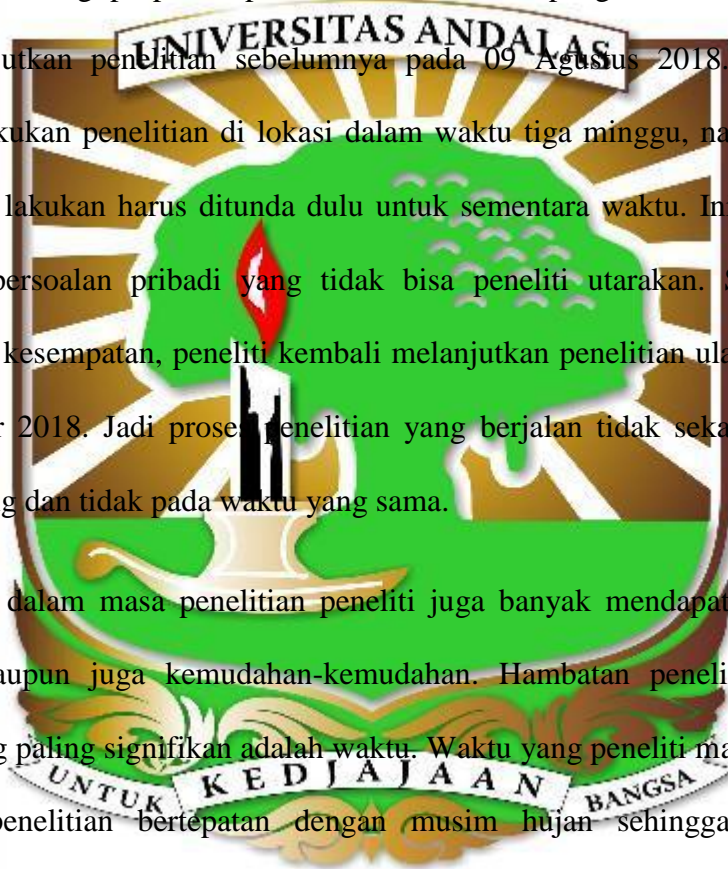 UNIVERSITAS ANDALAS
utkan penelitian sebelumnya pada 09 Agustus 2018.
kukan penelitian di lokasi dalam waktu tiga minggu, na
lakukan harus ditunda dulu untuk sementara waktu. In
persoalan pribadi yang tidak bisa peneliti utarakan. S
kesempatan, peneliti kembali melanjutkan penelitian ula
r 2018. Jadi proses penelitian yang berjalan tidak seka
g dan tidak pada waktu yang sama.
dalam masa penelitian peneliti juga banyak mendapat
aupun juga kemudahan-kemudahan. Hambatan peneli
g paling signifikan adalah waktu. Waktu yang peneliti ma
UNTUK KEDJAJAAN BANGSA
penelitian bertepatan dengan musim hujan sehingga